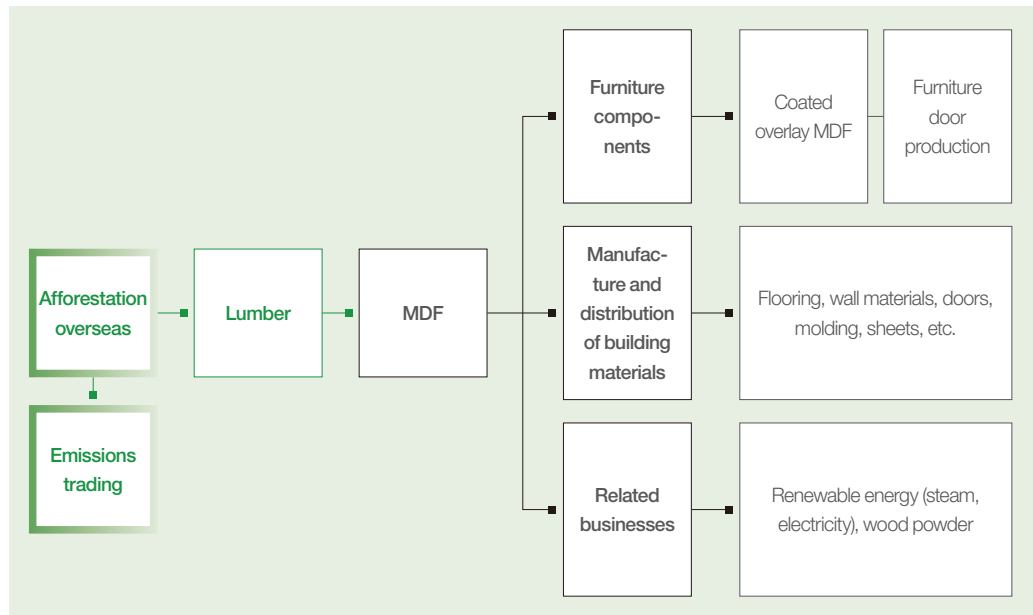 Afforestation
overseas
Emissions
trading
Lumber
MDF
Furniture
compo-
nents
Coated
overlay MDF
Furniture
door
production
Manufac-
ture and
distribution
of building
materials
Flooring, wall materials, doors,
molding, sheets, etc.
Related
businesses
Renewable energy (steam,
electricity), wood powder